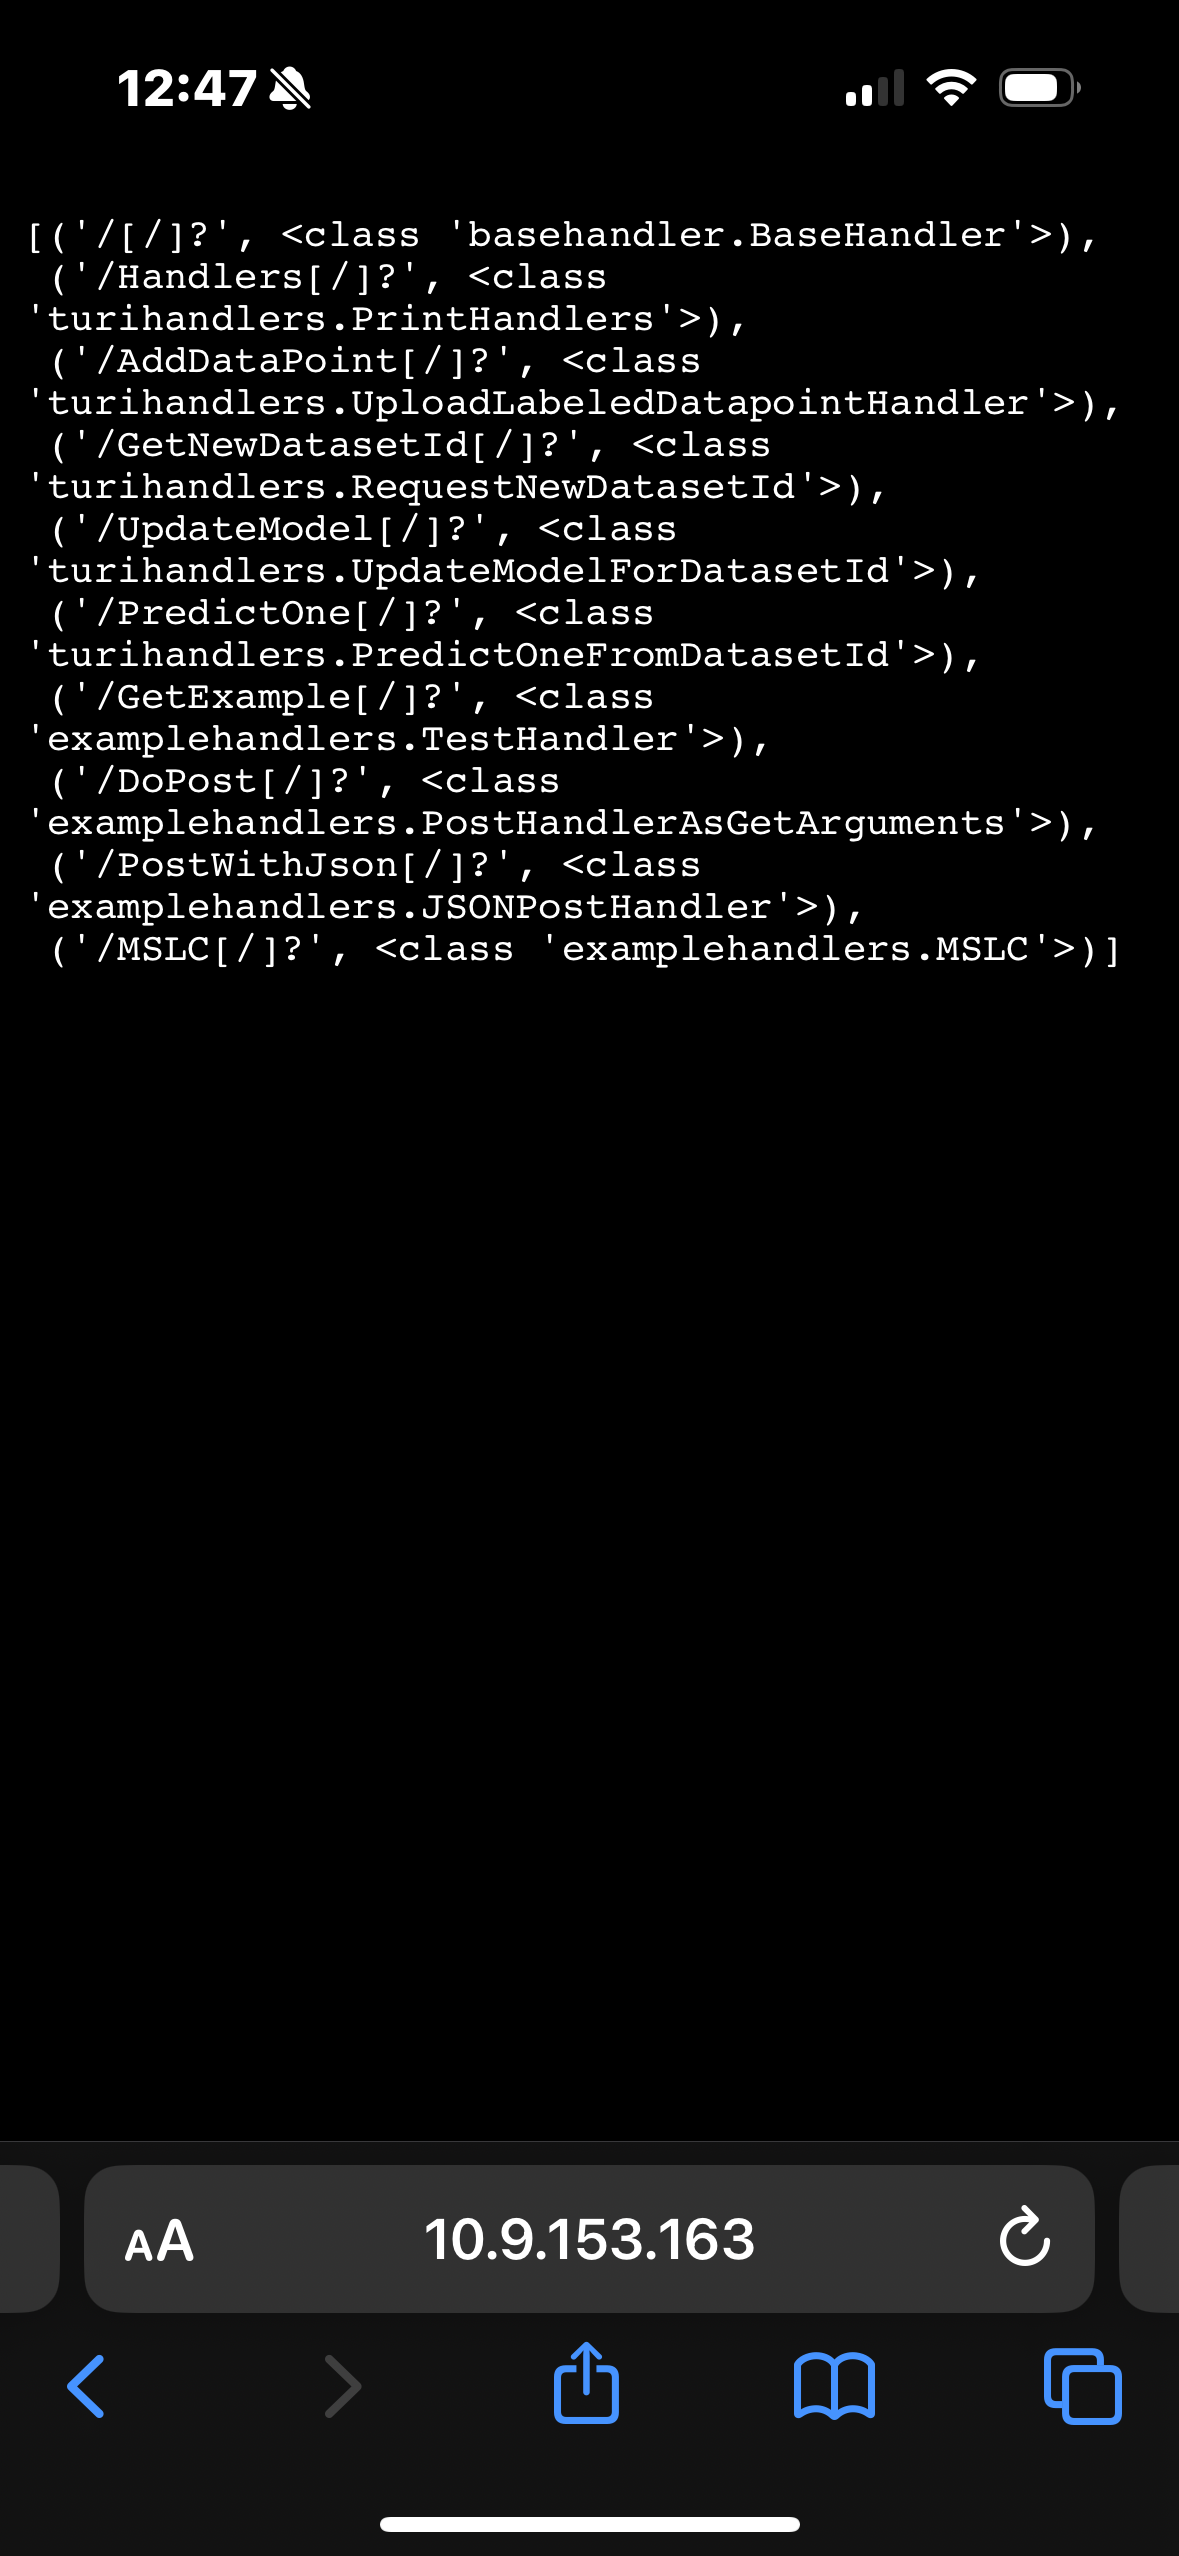 12:47
[('/[/]?', <class 'basehandler.BaseHandler'>),
 ('/Handlers[/]?', <class
'turihandlers.PrintHandlers'>),
 ('/AddDataPoint[/]?', <class
'turihandlers.UploadLabeledDatapointHandler'>),
 ('/GetNewDatasetId[/]?', <class
'turihandlers.RequestNewDatasetId'>),
 ('/UpdateModel[/]?', <class
'turihandlers.UpdateModelForDatasetId'>),
 ('/PredictOne[/]?', <class
'turihandlers.PredictOneFromDatasetId'>),
 ('/GetExample[/]?', <class
'examplehandlers.TestHandler'>),
 ('/DoPost[/]?', <class
'examplehandlers.PostHandlerAsGetArguments'>),
 ('/PostWithJson[/]?', <class
'examplehandlers.JSONPostHandler'>),
 ('/MSLC[/]?', <class 'examplehandlers.MSLC'>)]
AA 10.9.153.163